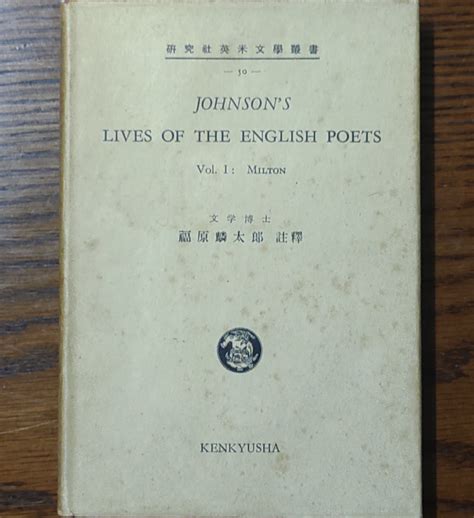 研究社英米文學叢書
— 50 —
JOHNSON'S
LIVES OF THE ENGLISH POETS
Vol. I: MILTON
文学博士
福原麟太郎 註釋
KENKYUSHA